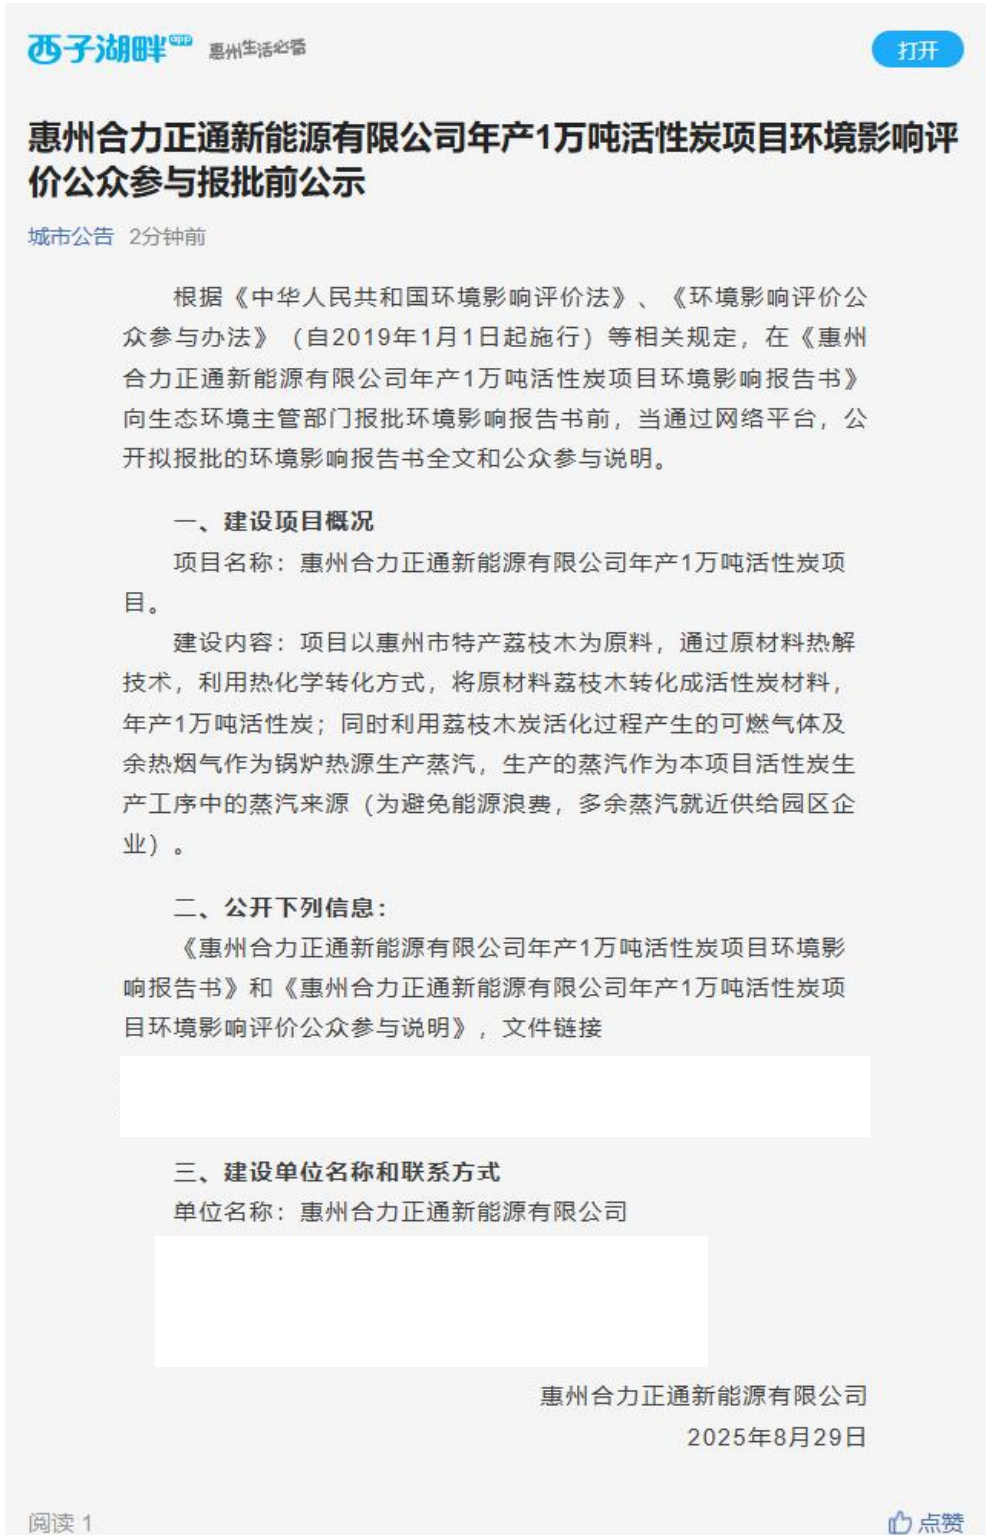 西子湖畔app 惠州生活必备
打开
惠州合力正通新能源有限公司年产1万吨活性炭项目环境影响评
价公众参与报批前公示
城市公告 2分钟前
根据《中华人民共和国环境影响评价法》、《环境影响评价公
众参与办法》（自2019年1月1日起施行）等相关规定，在《惠州
合力正通新能源有限公司年产1万吨活性炭项目环境影响报告书》
向生态环境主管部门报批环境影响报告书前，当通过网络平台，公
开拟报批的环境影响报告书全文和公众参与说明。
一、建设项目概况
项目名称：惠州合力正通新能源有限公司年产1万吨活性炭项
目。
建设内容：项目以惠州市特产荔枝木为原料，通过原材料热解
技术，利用热化学转化方式，将原材料荔枝木转化成活性炭材料，
年产1万吨活性炭；同时利用荔枝木炭活化过程产生的可燃气体及
余热烟气作为锅炉热源生产蒸汽，生产的蒸汽作为本项目活性炭生
产工序中的蒸汽来源（为避免能源浪费，多余蒸汽就近供给园区企
业）。
二、公开下列信息：
《惠州合力正通新能源有限公司年产1万吨活性炭项目环境影
响报告书》和《惠州合力正通新能源有限公司年产1万吨活性炭项
目环境影响评价公众参与说明》，文件链接
三、建设单位名称和联系方式
单位名称：惠州合力正通新能源有限公司
惠州合力正通新能源有限公司
2025年8月29日
阅读 1
点赞